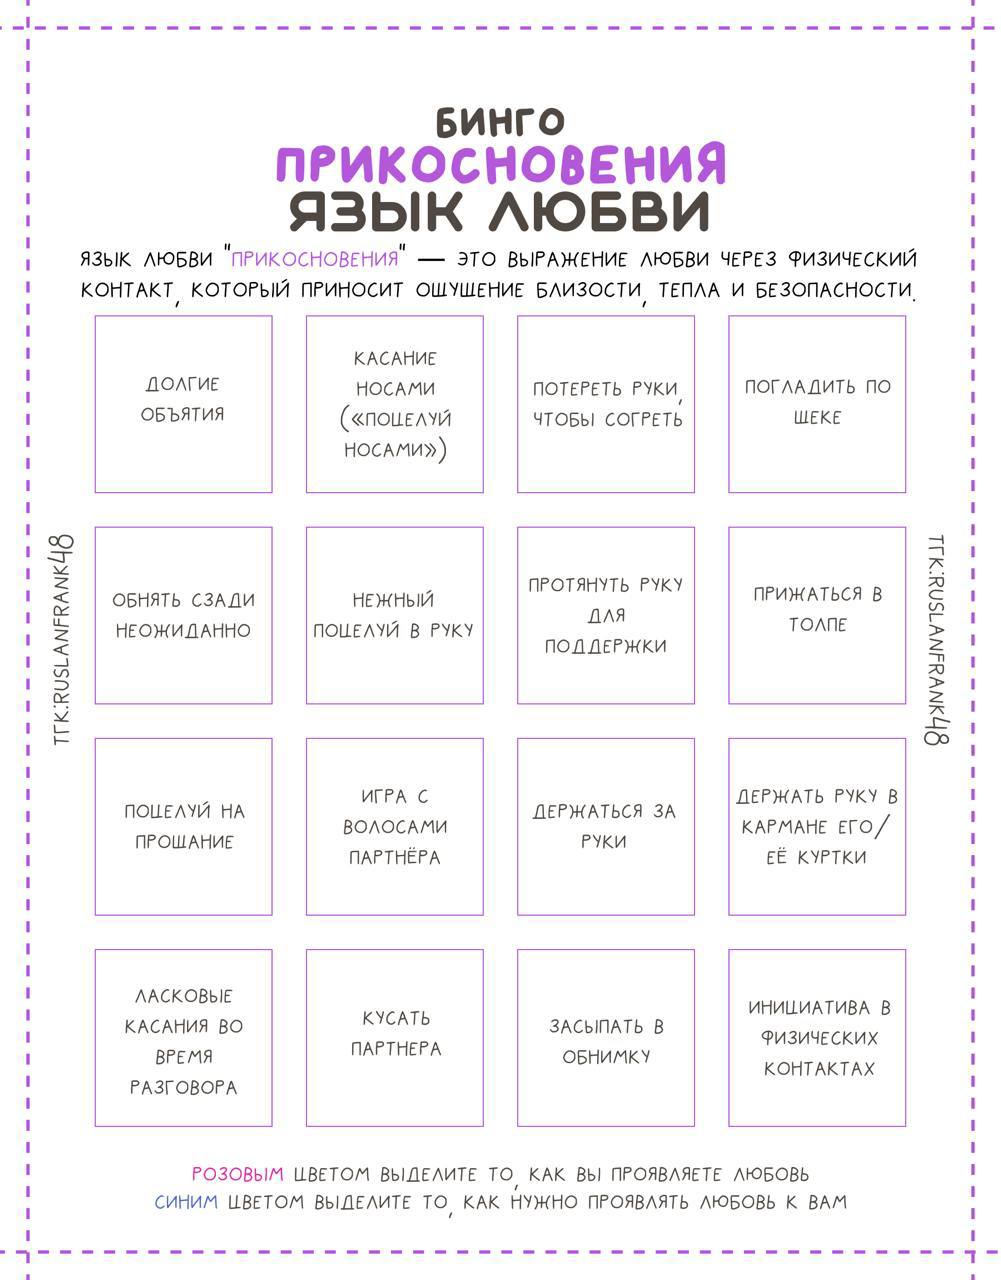 БИНГО
ПРИКОСНОВЕНИЯ
ЯЗЫК ЛЮБВИ
ЯЗЫК ЛЮБВИ "ПРИКОСНОВЕНИЯ" — ЭТО ВЫРАЖЕНИЕ ЛЮБВИ ЧЕРЕЗ ФИЗИЧЕСКИЙ
КОНТАКТ, КОТОРЫЙ ПРИНОСИТ ОЩУЩЕНИЕ БЛИЗОСТИ, ТЕПЛА И БЕЗОПАСНОСТИ.
ДОЛГИЕ
ОБЪЯТИЯ
КАСАНИЕ
НОСАМИ
(«ПОЦЕЛУЙ
НОСАМИ»)
ПОТЕРЕТЬ РУКИ,
ЧТОБЫ СОГРЕТЬ
ПОГЛАДИТЬ ПО
ЩЕКЕ
ОБНЯТЬ СЗАДИ
НЕОЖИДАННО
НЕЖНЫЙ
ПОЦЕЛУЙ В РУКУ
ПРОТЯНУТЬ РУКУ
ДЛЯ
ПОДДЕРЖКИ
ПРИЖАТЬСЯ В
ТОЛПЕ
ПОЦЕЛУЙ НА
ПРОЩАНИЕ
ИГРА С
ВОЛОСАМИ
ПАРТНЁРА
ДЕРЖАТЬСЯ ЗА
РУКИ
ДЕРЖАТЬ РУКУ В
КАРМАНЕ ЕГО/
ЕЁ КУРТКИ
ЛАСКОВЫЕ
КАСАНИЯ ВО
ВРЕМЯ
РАЗГОВОРА
КУСАТЬ
ПАРТНЕРА
ЗАСЫПАТЬ В
ОБНИМКУ
ИНИЦИАТИВА В
ФИЗИЧЕСКИХ
КОНТАКТАХ
РОЗОВЫМ ЦВЕТОМ ВЫДЕЛИТЕ ТО, КАК ВЫ ПРОЯВЛЯЕТЕ ЛЮБОВЬ
СИНИМ ЦВЕТОМ ВЫДЕЛИТЕ ТО, КАК НУЖНО ПРОЯВЛЯТЬ ЛЮБОВЬ К ВАМ
ТГК:RUSLANFRANK48
ТГК:RUSLANFRANK48